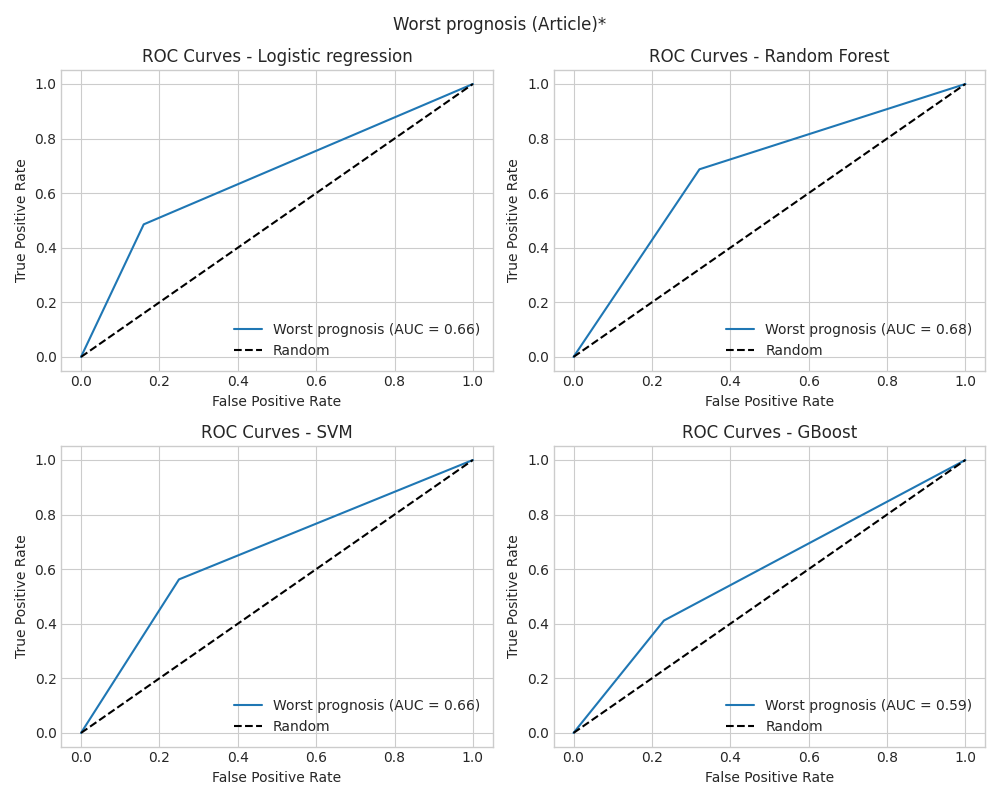 Worst prognosis (Article)*
ROC Curves - Logistic regression
1.0
0.8
0.6
0.4
0.2
0.0
True Positive Rate
Worst prognosis (AUC = 0.66)
Random
0.0 0.2 0.4 0.6 0.8 1.0
False Positive Rate
ROC Curves - Random Forest
1.0
0.8
0.6
0.4
0.2
0.0
True Positive Rate
Worst prognosis (AUC = 0.68)
Random
0.0 0.2 0.4 0.6 0.8 1.0
False Positive Rate
ROC Curves - SVM
1.0
0.8
0.6
0.4
0.2
0.0
True Positive Rate
Worst prognosis (AUC = 0.66)
Random
0.0 0.2 0.4 0.6 0.8 1.0
False Positive Rate
ROC Curves - GBoost
1.0
0.8
0.6
0.4
0.2
0.0
True Positive Rate
Worst prognosis (AUC = 0.59)
Random
0.0 0.2 0.4 0.6 0.8 1.0
False Positive Rate